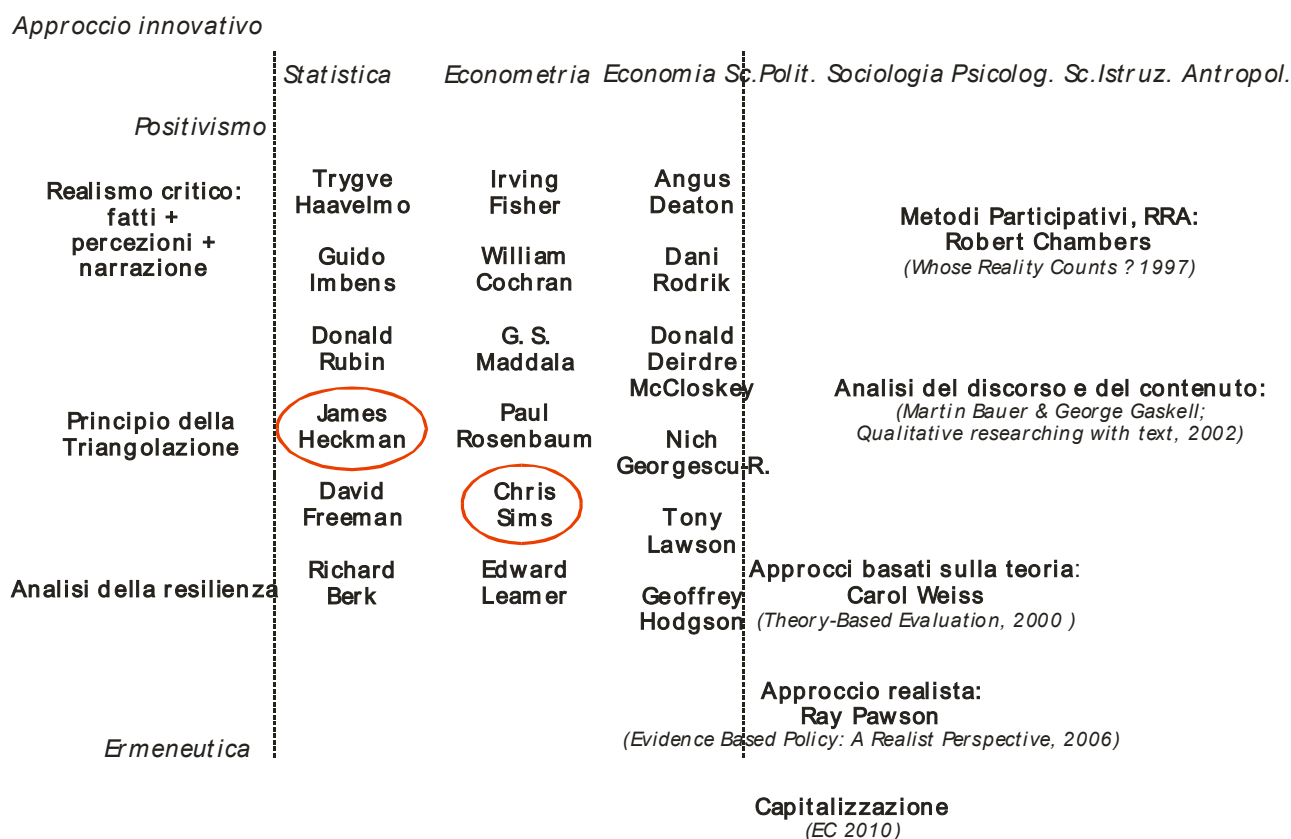 Approccio innovativo
Statistica Econometria Economia Sc.Polit. Sociologia Psicolog. Sc.Istruz. Antropol.
Positivismo
Realismo critico:
fatti +
percezioni +
narrazione
Principio della
Triangolazione
Analisi della resilienza
Ermeneutica
Trygve
Haavelmo
Guido
Imbens
Donald
Rubin
James
Heckman
David
Freeman
Richard
Berk
Irving
Fisher
William
Cochran
G. S.
Maddala
Paul
Rosenbaum
Chris
Sims
Edward
Leamer
Angus
Deaton
Dani
Rodrik
Donald
Deirdre
McCloskey
Nich
Georgescu-R.
Tony
Lawson
Geoffrey
Hodgson
Metodi Participativi, RRA:
Robert Chambers
(Whose Reality Counts ? 1997)
Analisi del discorso e del contenuto:
(Martin Bauer & George Gaskell;
Qualitative researching with text, 2002)
Approcci basati sulla teoria:
Carol Weiss
(Theory-Based Evaluation, 2000 )
Approccio realista:
Ray Pawson
(Evidence Based Policy: A Realist Perspective, 2006)
Capitalizzazione
(EC 2010)